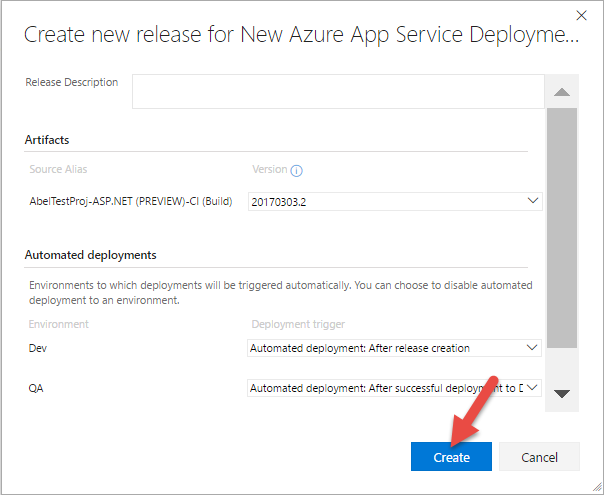 Create new release for New Azure App Service Deployme...
Release Description
Artifacts
Source Alias Version
AbelTestProj-ASP.NET (PREVIEW)-CI (Build) 20170303.2
Automated deployments
Environments to which deployments will be triggered automatically. You can choose to disable automated
deployment to an environment.
Environment Deployment trigger
Dev Automated deployment: After release creation
QA Automated deployment: After successful deployment to D
Create Cancel